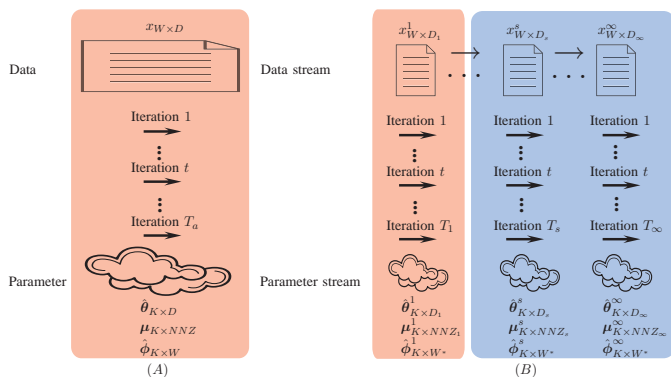 x_{W×D} x^1_{W×D_1} x^s_{W×D_s} x^∞_{W×D_∞}
Data Data stream
. . . . . .
Iteration 1 Iteration 1 Iteration 1 Iteration 1
Iteration t Iteration t Iteration t Iteration t
Iteration T_a Iteration T_1 Iteration T_s Iteration T_∞
Parameter Parameter stream
θ̂_{K×D} θ̂^1_{K×D_1} θ̂^s_{K×D_s} θ̂^∞_{K×D_∞}
μ_{K×NNZ} μ^1_{K×NNZ_1} μ^s_{K×NNZ_s} μ^∞_{K×NNZ_∞}
ϕ̂_{K×W} ϕ̂^1_{K×W*} ϕ̂^s_{K×W*} ϕ̂^∞_{K×W*}
(A) (B)